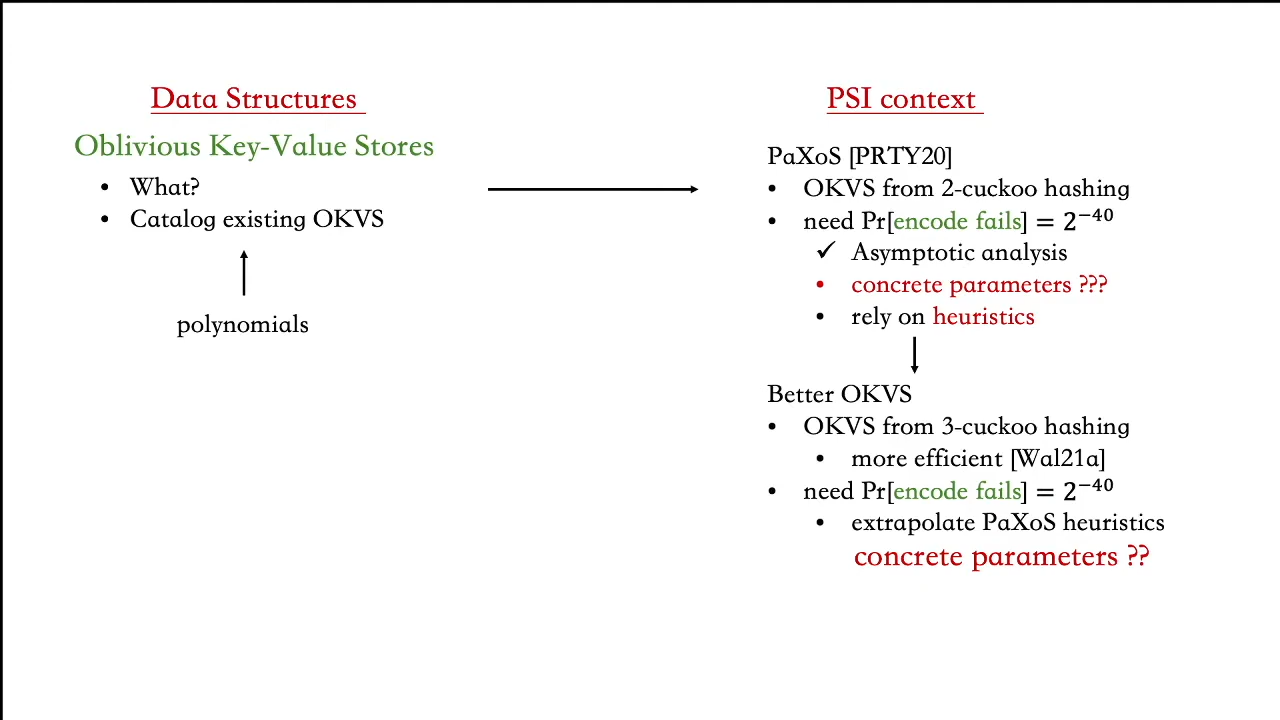 Data Structures
Oblivious Key-Value Stores
• What?
• Catalog existing OKVS
polynomials
PSI context
PaXoS [PRTY20]
• OKVS from 2-cuckoo hashing
• need Pr[encode fails] = 2⁻⁴⁰
✓ Asymptotic analysis
• concrete parameters ???
• rely on heuristics
Better OKVS
• OKVS from 3-cuckoo hashing
• more efficient [Wal21a]
• need Pr[encode fails] = 2⁻⁴⁰
• extrapolate PaXoS heuristics
concrete parameters ??